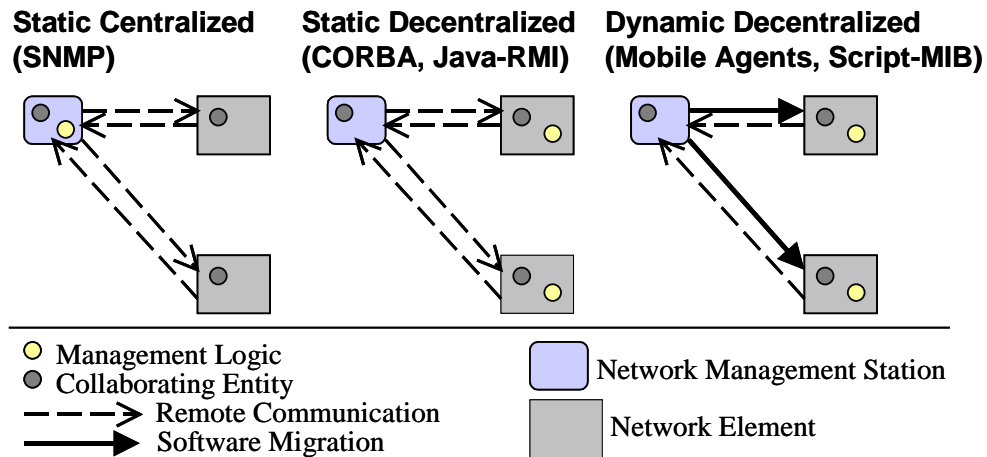 Static Centralized
(SNMP)
Static Decentralized
(CORBA, Java-RMI)
Dynamic Decentralized
(Mobile Agents, Script-MIB)
Management Logic
Collaborating Entity
Remote Communication
Software Migration
Network Management Station
Network Element